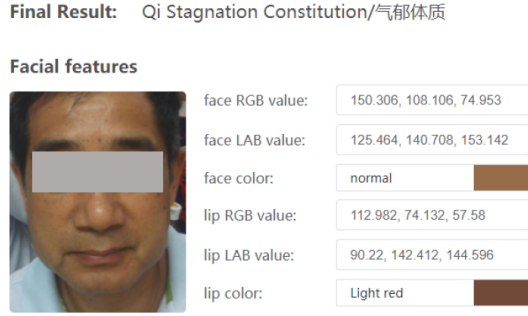 Final Result: Qi Stagnation Constitution/气郁体质
Facial features
face RGB value: 150.306, 108.106, 74.953
face LAB value: 125.464, 140.708, 153.142
face color: normal
lip RGB value: 112.982, 74.132, 57.58
lip LAB value: 90.22, 142.412, 144.596
lip color: Light red